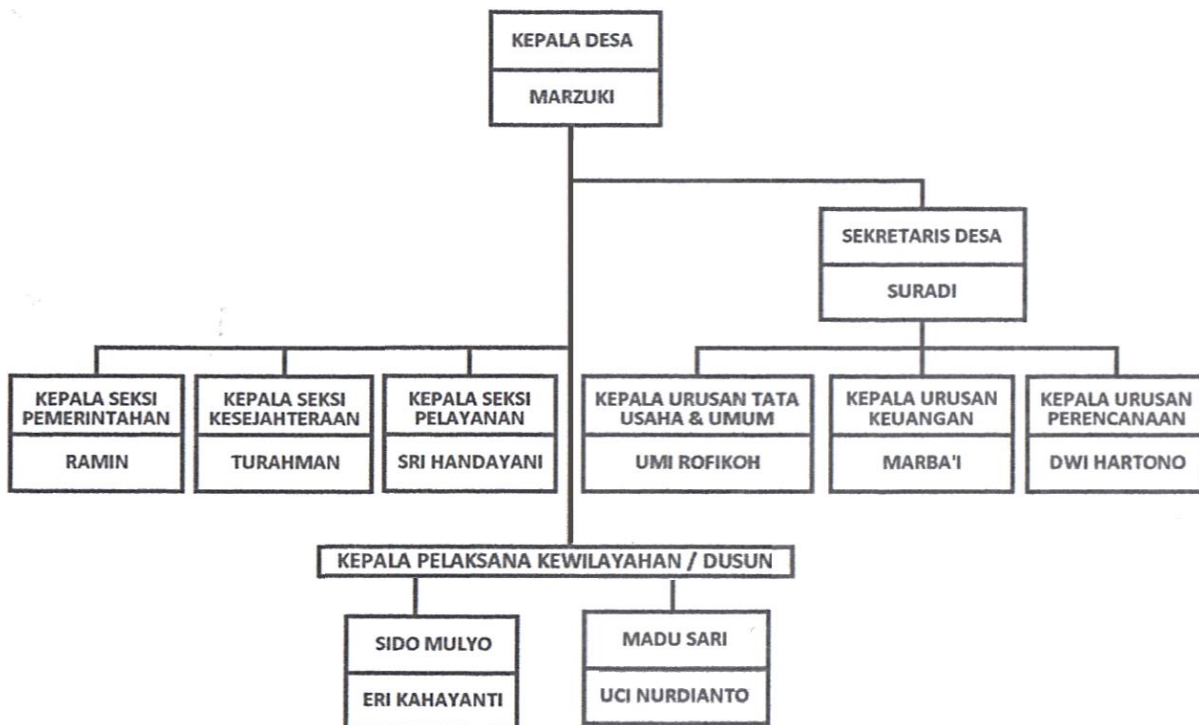 KEPALA DESA
MARZUKI
SEKRETARIS DESA
SURADI
KEPALA SEKSI
PEMERINTAHAN
RAMIN
KEPALA SEKSI
KESEJAHTERAAN
TURAHMAN
KEPALA SEKSI
PELAYANAN
SRI HANDAYANI
KEPALA URUSAN TATA
USAHA & UMUM
UMI ROFIKOH
KEPALA URUSAN
KEUANGAN
MARBA'I
KEPALA URUSAN
PERENCANAAN
DWI HARTONO
KEPALA PELAKSANA KEWILAYAHAN / DUSUN
SIDO MULYO
ERI KAHAYANTI
MADU SARI
UCI NURDIANTO